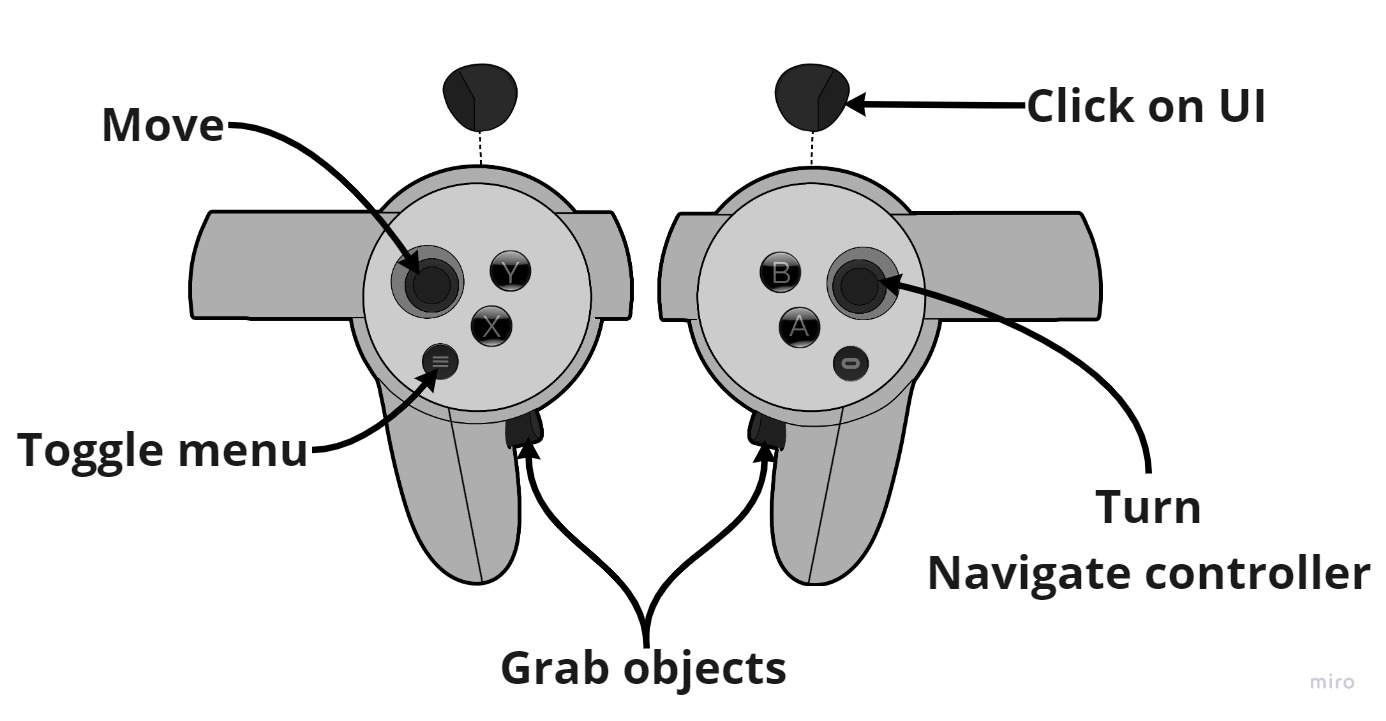 Move
Click on UI
Y
B
X
A
Toggle menu
Turn
Navigate controller
Grab objects
miro